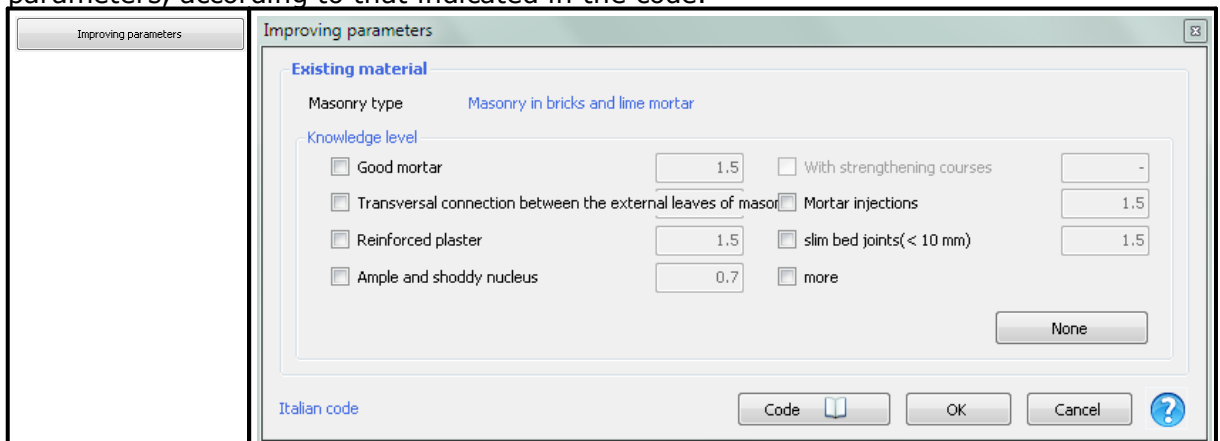 parameters, according to that indicated in the code.
Improving parameters
Improving parameters
Existing material
Masonry type Masonry in bricks and lime mortar
Knowledge level
Good mortar 1.5 With strengthening courses -
Transversal connection between the external leaves of mason Mortar injections 1.5
Reinforced plaster 1.5 slim bed joints(< 10 mm) 1.5
Ample and shoddy nucleus 0.7 more
None
Italian code Code OK Cancel ?